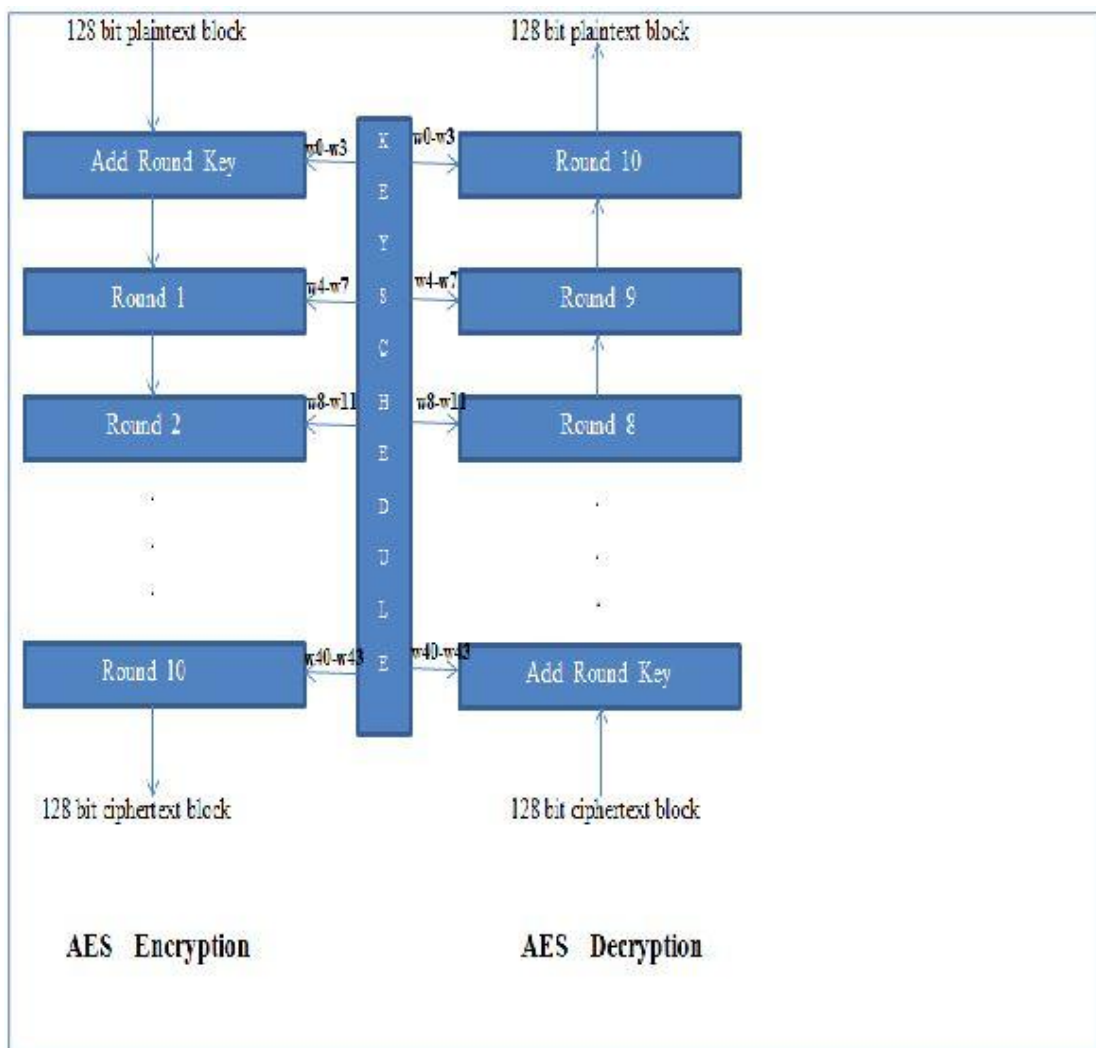 128 bit plaintext block
128 bit plaintext block
Add Round Key
w0-w3
KEY SCHEDULE
w0-w3
Round 10
Round 1
w4-w7
w4-w7
Round 9
Round 2
w8-w11
w8-w11
Round 8
.
.
.
.
.
.
Round 10
w40-w43
w40-w43
Add Round Key
128 bit ciphertext block
128 bit ciphertext block
AES Encryption
AES Decryption